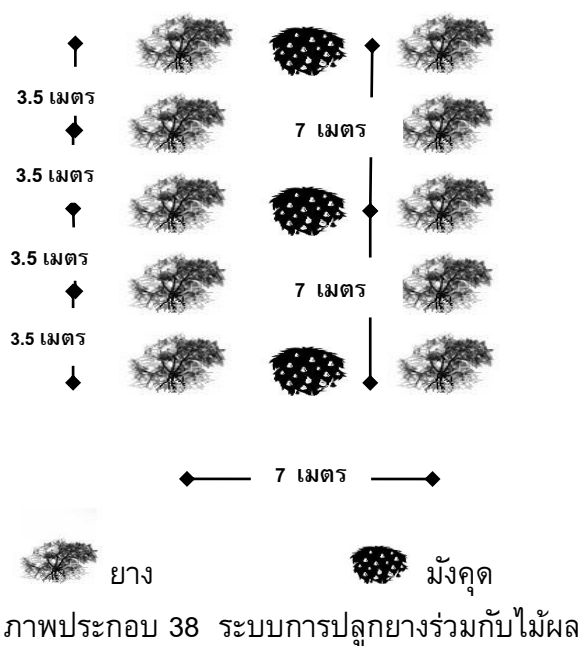 3.5 เมตร
7 เมตร
3.5 เมตร
3.5 เมตร
7 เมตร
3.5 เมตร
7 เมตร
ยาง
มังคุด
ภาพประกอบ 38 ระบบการปลูกยางร่วมกับไม้ผล